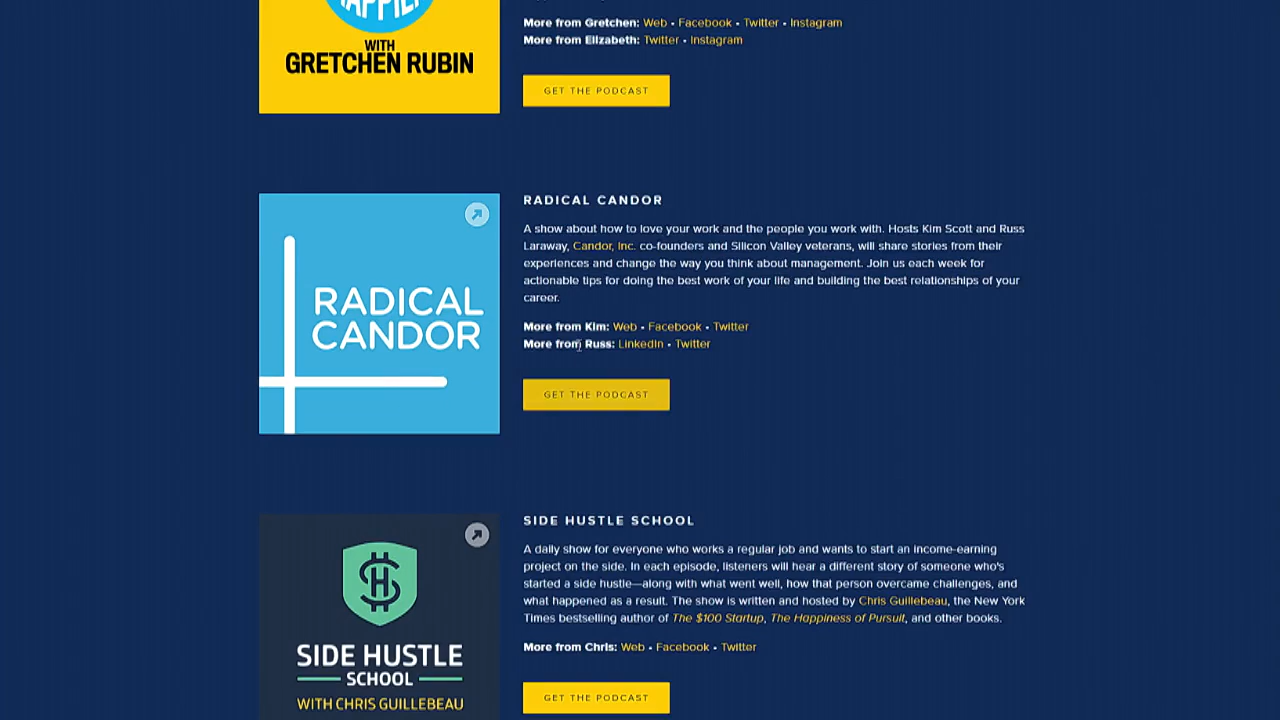 WITH
GRETCHEN RUBIN
More from Gretchen: Web • Facebook • Twitter • Instagram
More from Elizabeth: Twitter • Instagram
GET THE PODCAST
RADICAL
CANDOR
RADICAL CANDOR
A show about how to love your work and the people you work with. Hosts Kim Scott and Russ
Laraway, Candor, Inc. co-founders and Silicon Valley veterans, will share stories from their
experiences and change the way you think about management. Join us each week for
actionable tips for doing the best work of your life and building the best relationships of your
career.
More from Kim: Web • Facebook • Twitter
More from Russ: LinkedIn • Twitter
GET THE PODCAST
SIDE HUSTLE
SCHOOL
WITH CHRIS GUILLEBEAU
SIDE HUSTLE SCHOOL
A daily show for everyone who works a regular job and wants to start an income-earning
project on the side. In each episode, listeners will hear a different story of someone who's
started a side hustle—along with what went well, how that person overcame challenges, and
what happened as a result. The show is written and hosted by Chris Guillebeau, the New York
Times bestselling author of The $100 Startup, The Happiness of Pursuit, and other books.
More from Chris: Web • Facebook • Twitter
GET THE PODCAST